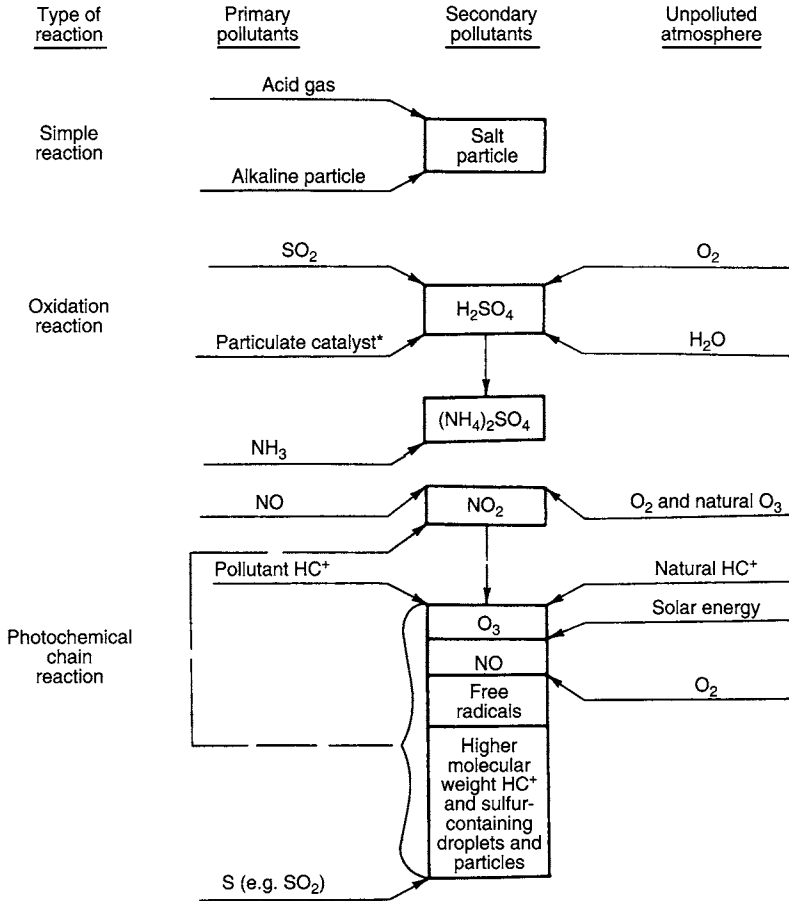 Type of
reaction
Primary
pollutants
Secondary
pollutants
Unpolluted
atmosphere
Acid gas
Simple
reaction
Salt
particle
Alkaline particle
SO₂
O₂
Oxidation
reaction
H₂SO₄
Particulate catalyst*
H₂O
(NH₄)₂SO₄
NH₃
NO
NO₂
O₂ and natural O₃
Pollutant HC⁺
Natural HC⁺
Solar energy
Photochemical
chain
reaction
O₃
NO
O₂
Free
radicals
Higher
molecular
weight HC⁺
and sulfur-
containing
droplets and
particles
S (e.g. SO₂)